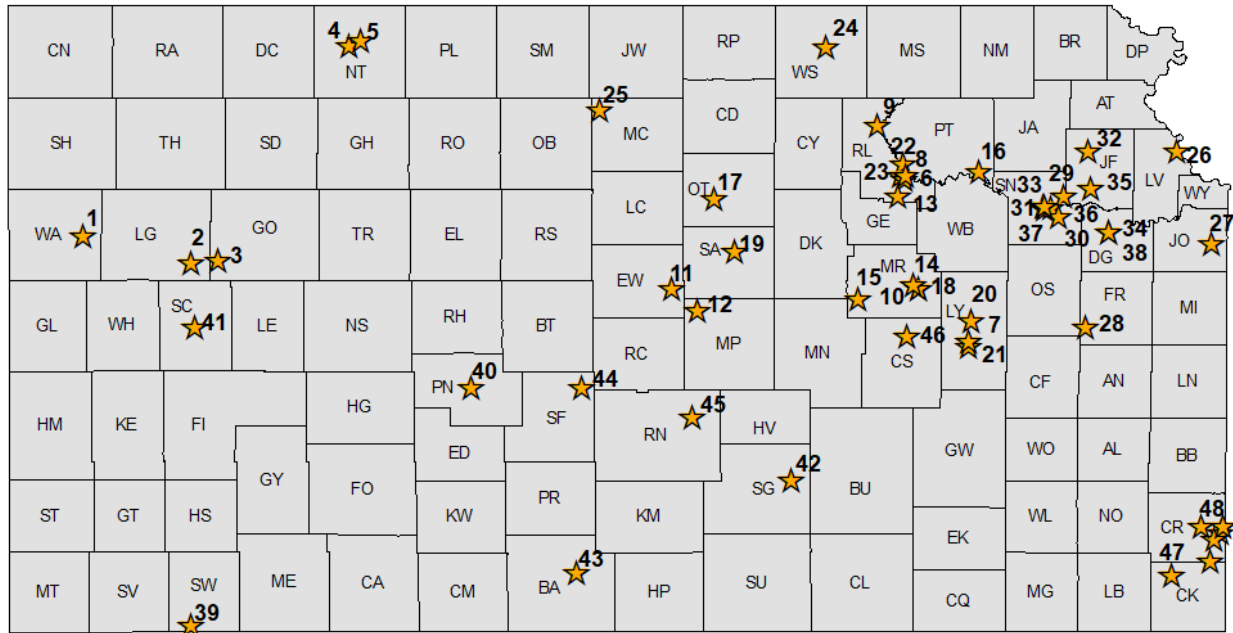 CN RA DC 4 5 NT PL SM JW RP WS 24 MS NM BR DP
SH TH SD GH RO OB 25 MC CD CY RL 9 PT JA AT
22 8 23 6 13 16 SN 33 29 32 JF 35 LV 26 WY
WA 1 LG 2 3 GO TR EL RS LC OT 17 GE WB 31 37 36 30 34 38 DG JO 27
EW 11 12 SA 19 DK MR 14 15 10 18 OS FR MI
GL WH SC 41 LE NS RH BT RC MP MN CS 46 LY 20 7 21 28
HM KE FI HG PN 40 SF 44 RN 45 HV CF AN LN
GY ED SG 42 BU GW WO AL BB
ST GT HS FO KW PR KM EK WL NO CR 48
MT SV SW 39 ME CA CM BA 43 HP SU CL CQ MG LB 47 CK